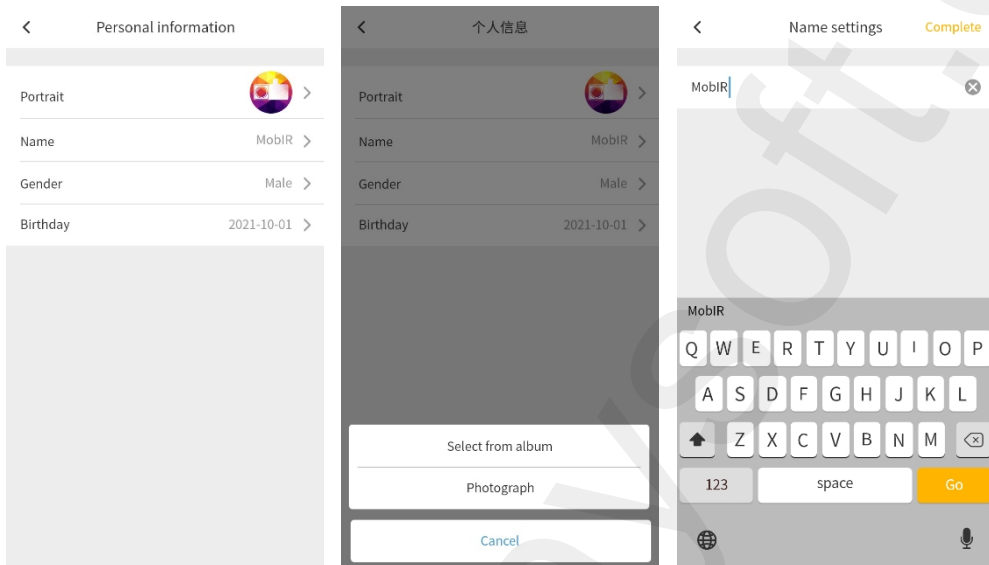 Personal information
Portrait
Name MobIR
Gender Male
Birthday 2021-10-01
个人信息
Portrait
Name MobIR
Gender Male
Birthday 2021-10-01
Select from album
Photograph
Cancel
Name settings Complete
MobIR
MobIR
Q W E R T Y U I O P
A S D F G H J K L
Z X C V B N M
123 space Go